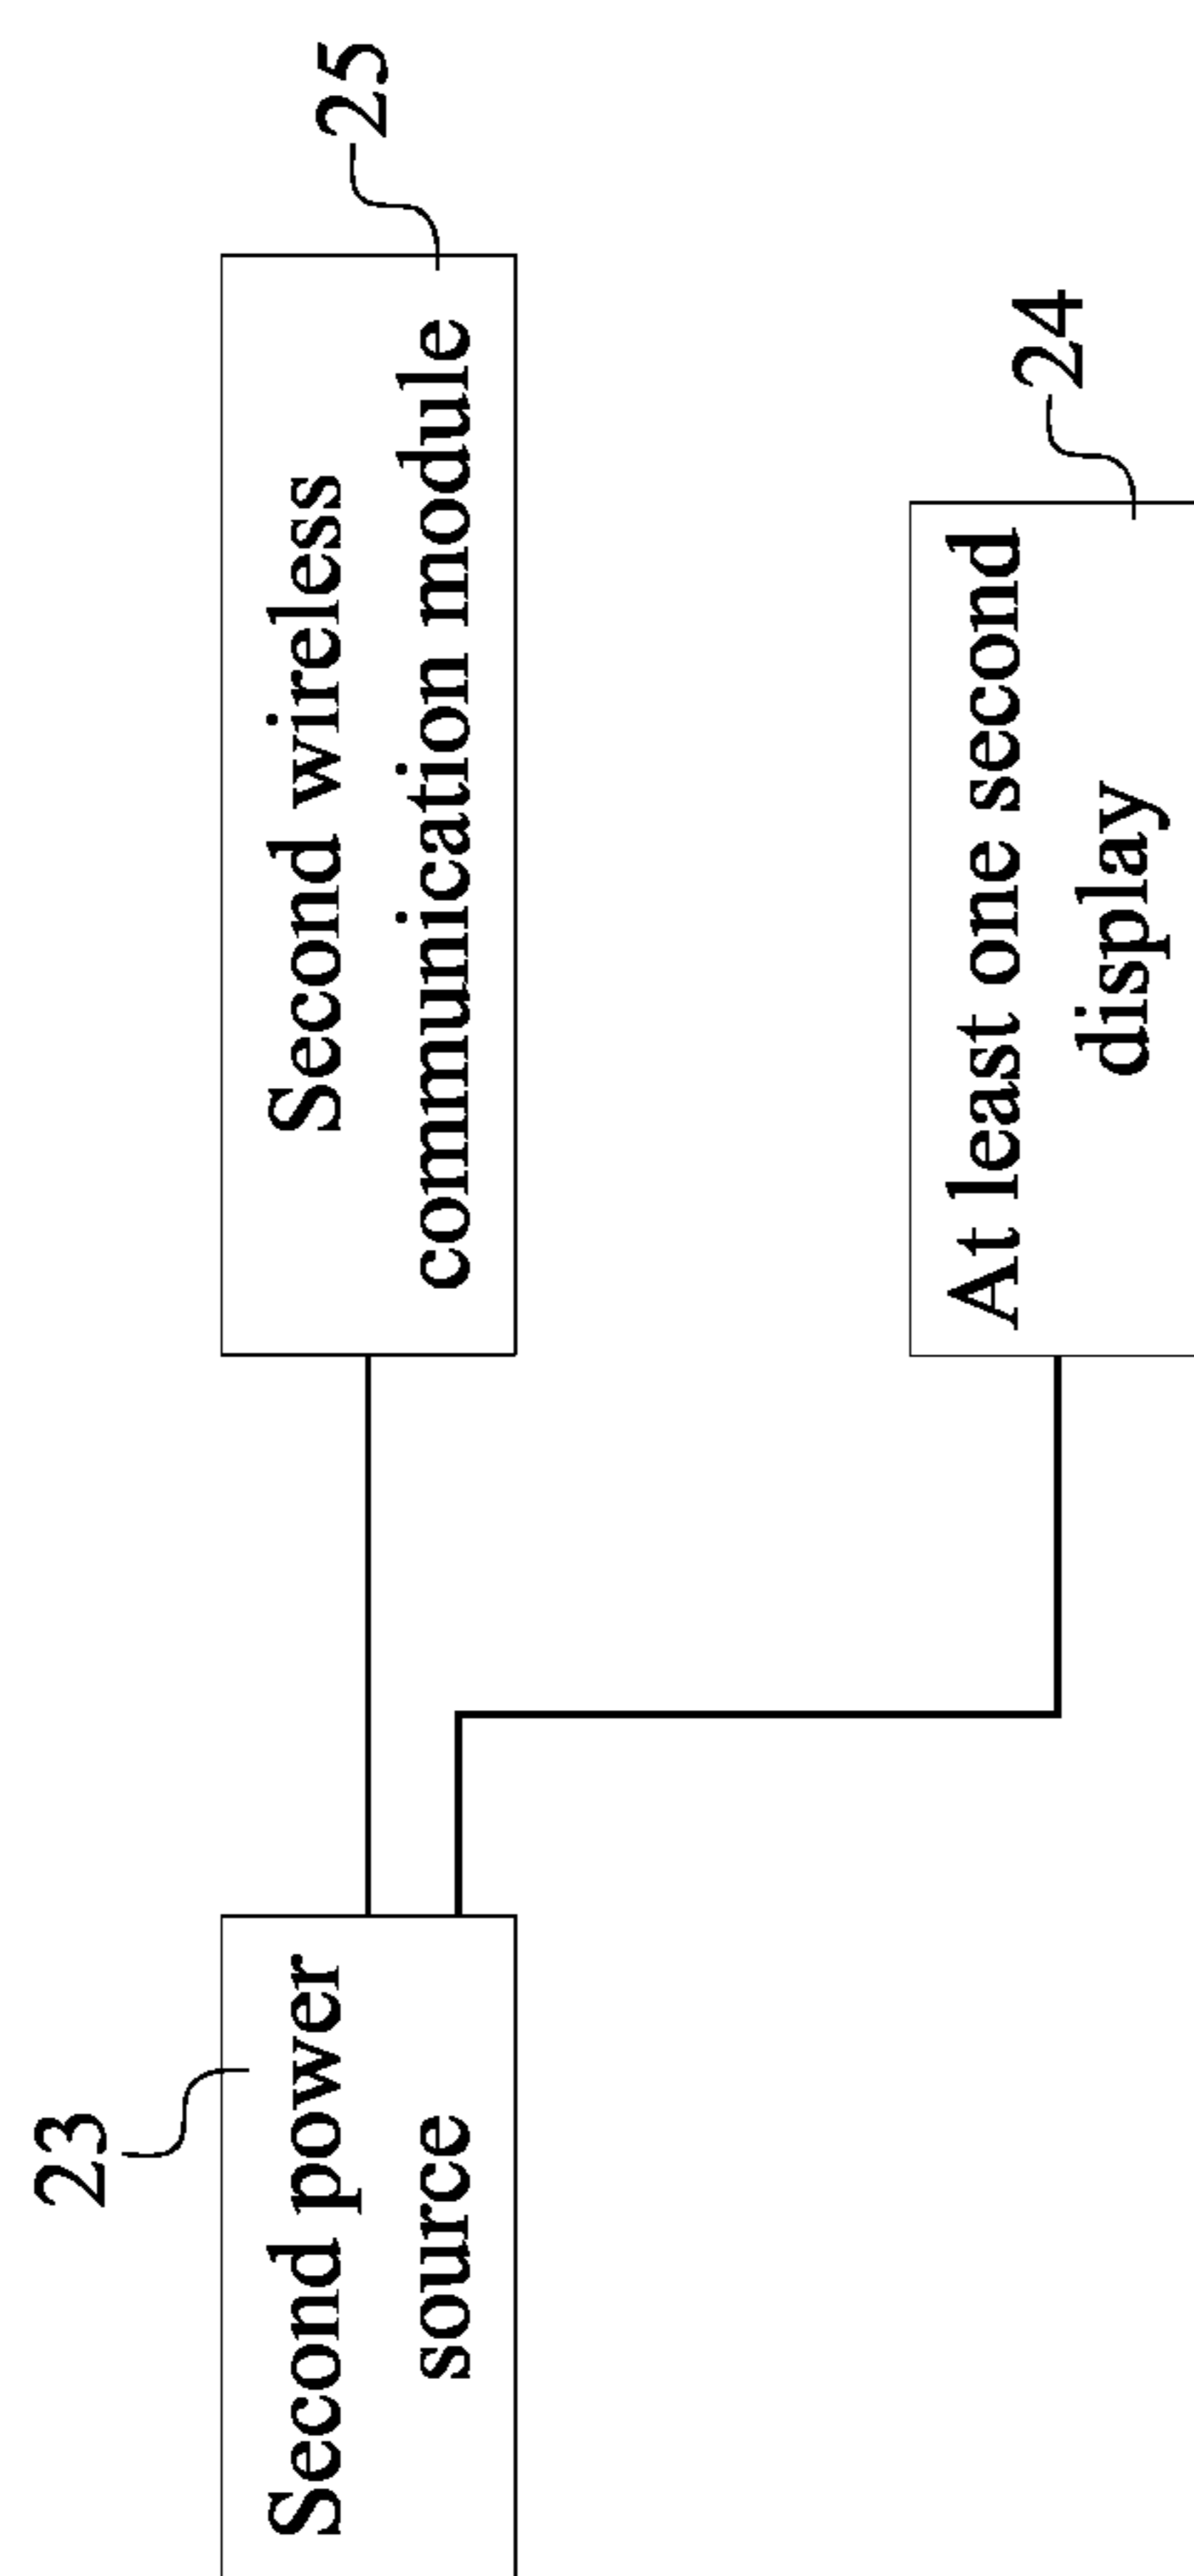 23
Second power
source
Second wireless
communication module
25
At least one second
display
24